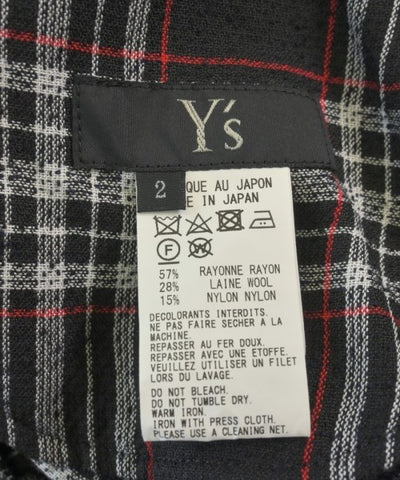 Y's
2
QUE AU JAPON
E IN JAPAN
F W
57% RAYONNE RAYON
28% LAINE WOOL
15% NYLON NYLON
DECOLORANTS INTERDITS.
NE PAS FAIRE SECHER A LA
MACHINE.
REPASSER AU FER DOUX.
REPASSER AVEC UNE ETOFFE.
VEUILLEZ UTILISER UN FILET
LORS DU LAVAGE.
DO NOT BLEACH.
DO NOT TUMBLE DRY.
WARM IRON.
IRON WITH PRESS CLOTH.
PLEASE USE A CLEANING NET.